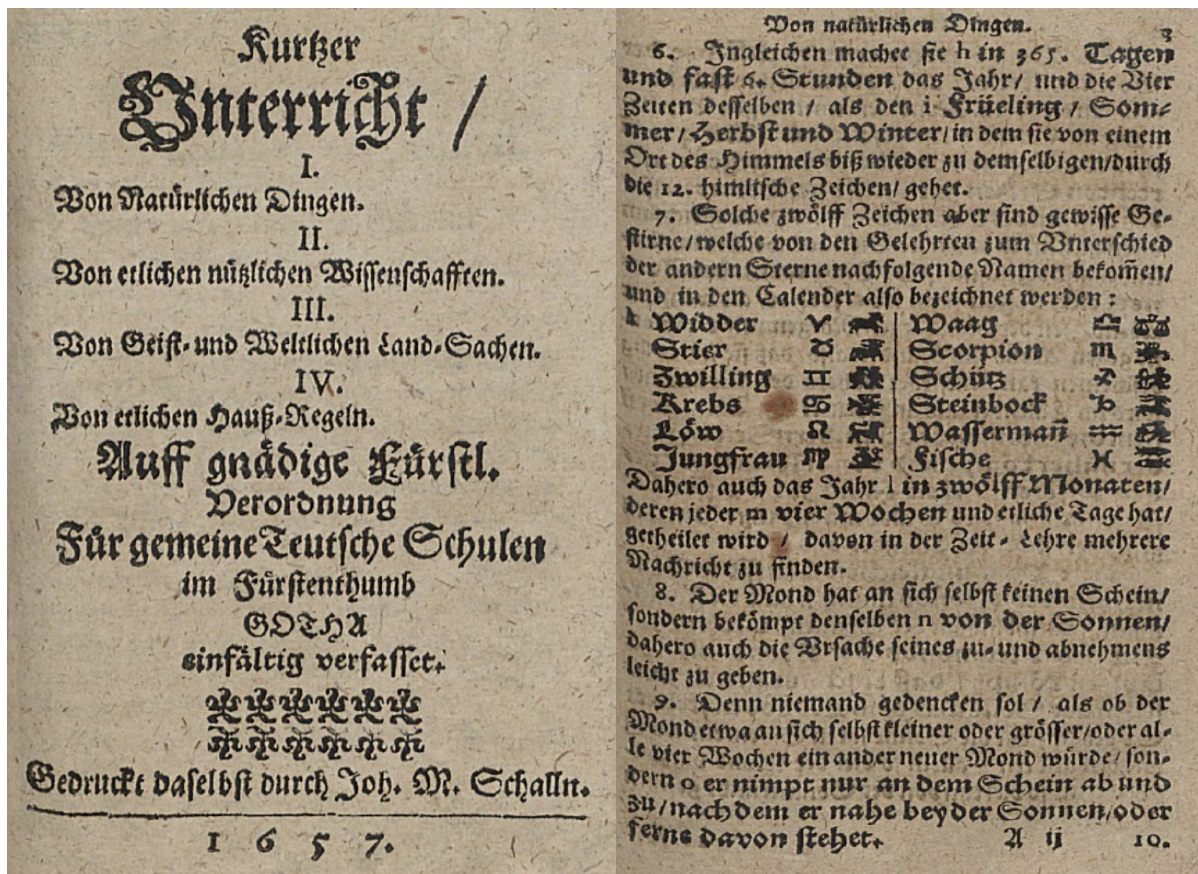 Kurtzer
Vnterricht /
I.
Von Natürlichen Dingen.
II.
Von etlichen nützlichen Wissenschafften.
III.
Von Geist- und Weltlichen Land-Sachen.
IV.
Von etlichen Hauß-Regeln.
Auff gnädige Fürstl.
Verordnung
Für gemeine Teutsche Schulen
im Fürstenthumb
GOTHA
einfältig verfasset.
Gedruckt daselbst durch Joh. M. Schalln.
1657.
Von natürlichen Dingen. 3
6. Ingleichen machet sie h in 365. Tagen
und fast 6. Stunden das Jahr / und die Vier
Zeiten desselben / als den i Früeling / Som-
mer / Herbst und Winter / in dem sie von einem
Ort des Himmels biß wieder zu demselbigen / durch
die 12. himlische Zeichen / gehet.
7. Solche zwölff Zeichen aber sind gewisse Ge-
stirne / welche von den Gelehrten zum Vnterschied
der andern Sterne nachfolgende Namen bekom̃en /
und in den Calender also bezeichnet werden :
k Widder ♈ Waag ♎
Stier ♉ Scorpion ♏
Zwilling ♊ Schütz ♐
Krebs ♋ Steinbock ♑
Löw ♌ Wasserman̄ ♒
Jungfrau ♍ Fische ♓
Dahero auch das Jahr l in zwölff Monaten /
deren jeder m vier Wochen und etliche Tage hat /
getheilet wird / davon in der Zeit-Lehre mehrere
Nachricht zu finden.
8. Der Mond hat an sich selbst keinen Schein /
sondern bekömpt denselben n von der Sonnen /
dahero auch die Vrsache seines zu- und abnehmens
leicht zu geben.
9. Denn niemand gedencken sol / als ob der
Mond etwa an sich selbst kleiner oder grösser / oder al-
le vier Wochen ein ander neuer Mond würde / son-
dern o er nimpt nur an dem Schein ab und
zu / nach dem er nahe bey der Sonnen / oder
ferne davon stehet. A ij 10.